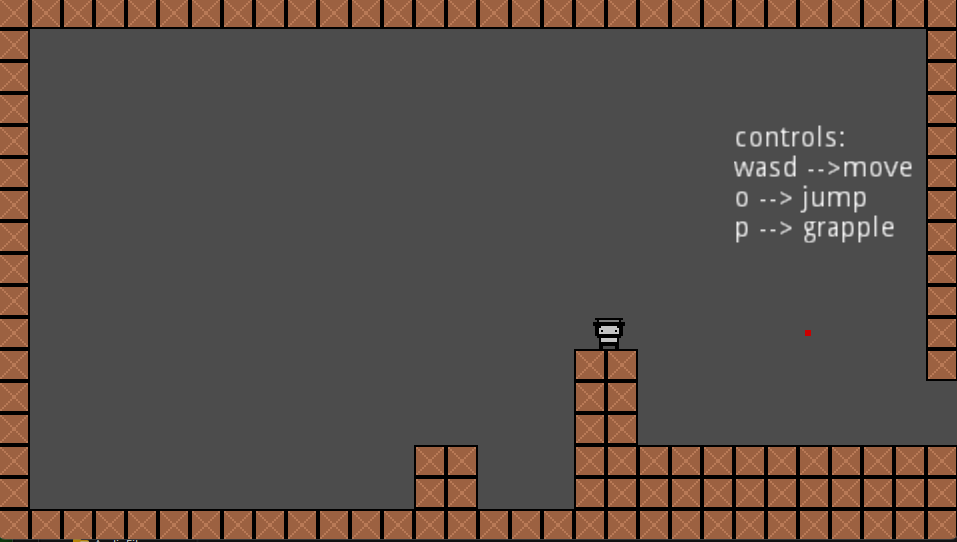 controls:
wasd -->move
o --> jump
p --> grapple